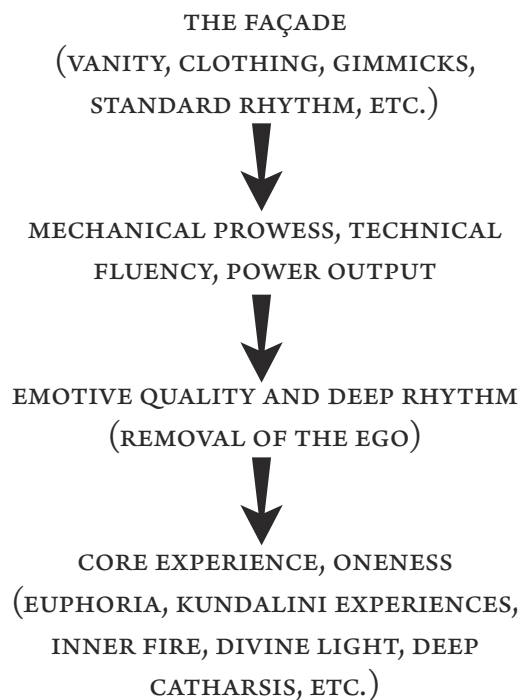 THE FAÇADE
(VANITY, CLOTHING, GIMMICKS,
STANDARD RHYTHM, ETC.)
MECHANICAL PROWESS, TECHNICAL
FLUENCY, POWER OUTPUT
EMOTIVE QUALITY AND DEEP RHYTHM
(REMOVAL OF THE EGO)
CORE EXPERIENCE, ONENESS
(EUPHORIA, KUNDALINI EXPERIENCES,
INNER FIRE, DIVINE LIGHT, DEEP
CATHARSIS, ETC.)